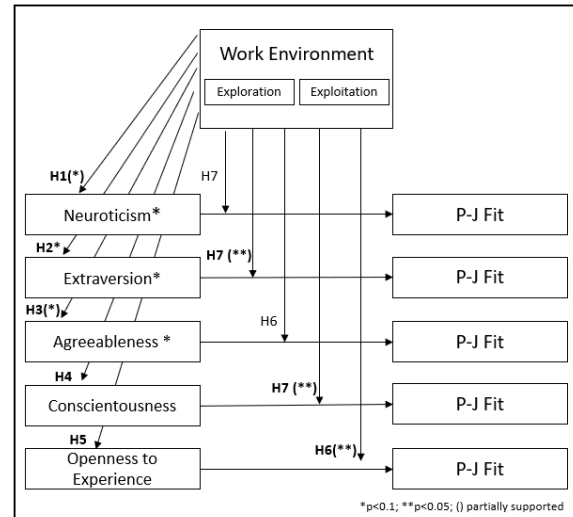 Work Environment
Exploration
Exploitation
H1(*)
H7
Neuroticism*
P-J Fit
H2*
H7 (**)
Extraversion*
P-J Fit
H3(*)
H6
Agreeableness *
P-J Fit
H4
H7 (**)
Conscientousness
P-J Fit
H5
H6(**)
Openness to
Experience
P-J Fit
*p<0.1; **p<0.05; () partially supported